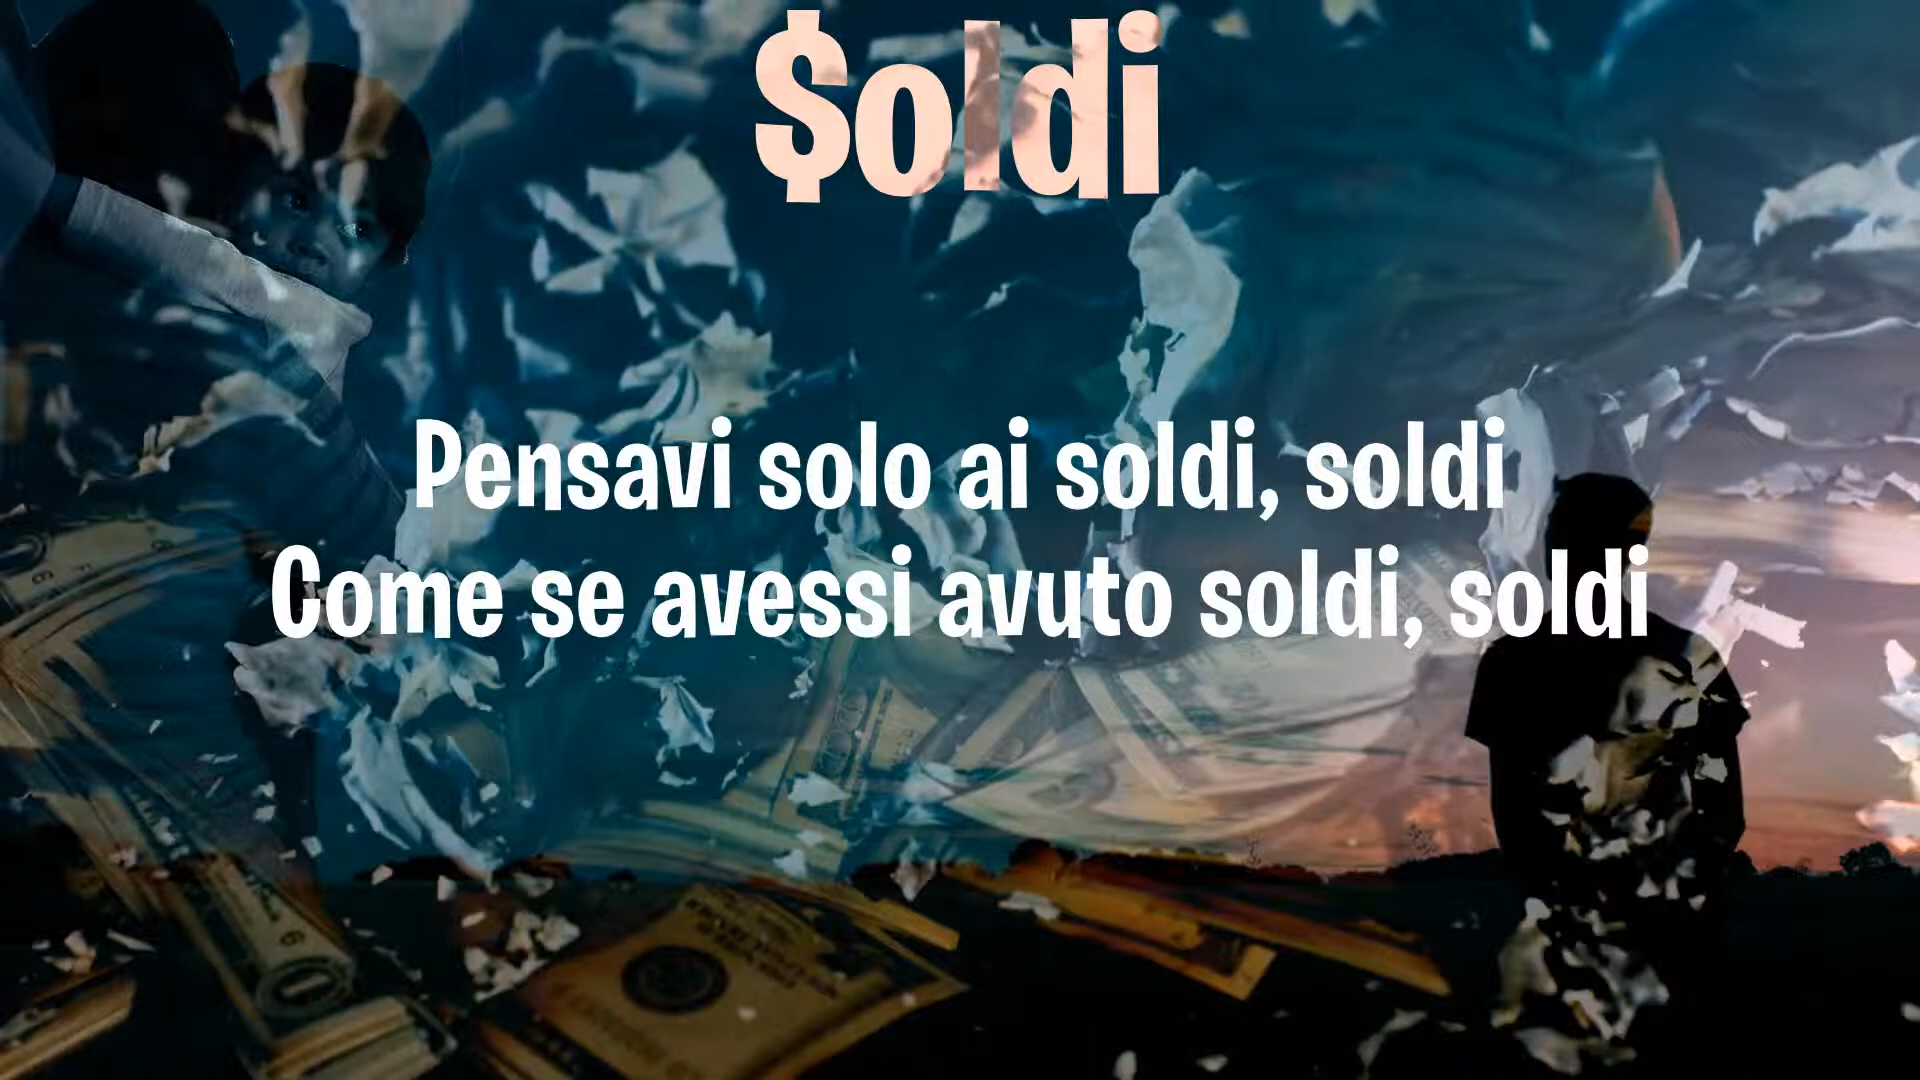 $oldi
Pensavi solo ai soldi, soldi
Come se avessi avuto soldi, soldi